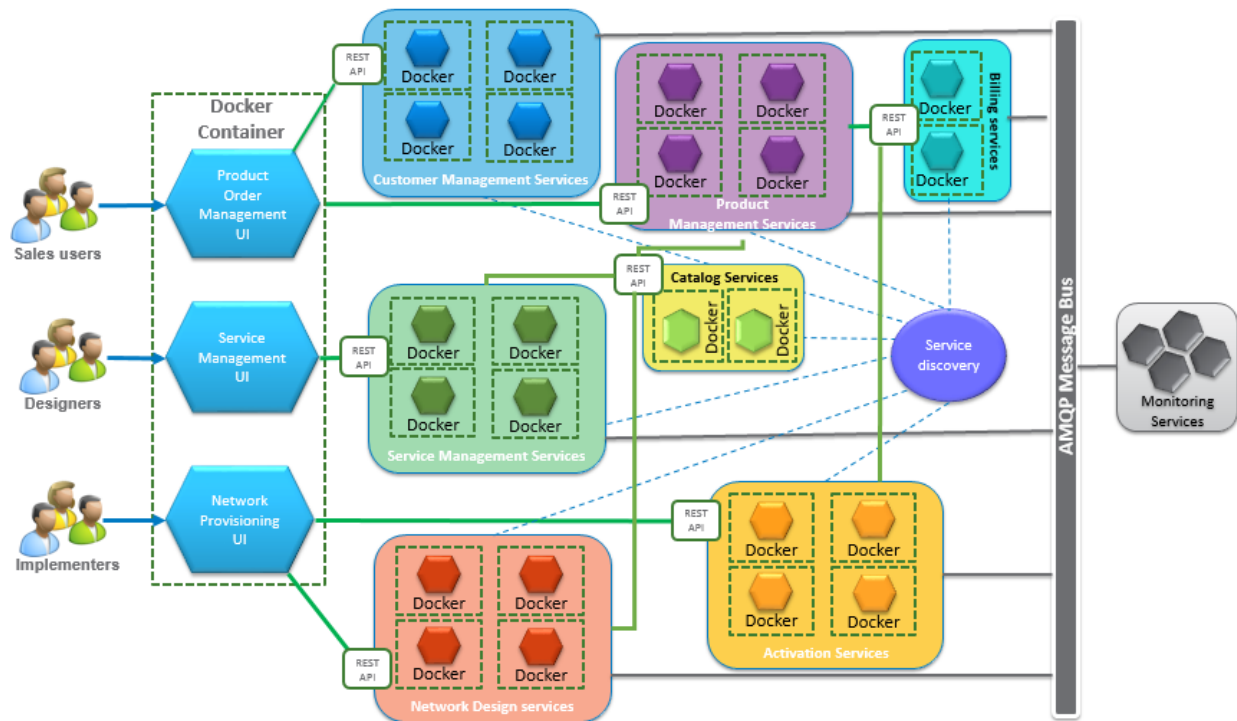 Docker
Container
Sales users
Designers
Implementers
Product
Order
Management
UI
Service
Management
UI
Network
Provisioning
UI
REST
API
Docker
Docker
Docker
Docker
Customer Management Services
REST
API
Docker
Docker
Docker
Docker
Product
Management Services
REST
API
Docker
Docker
Billing services
REST
API
Catalog Services
Docker
Docker
REST
API
Docker
Docker
Docker
Docker
Service Management Services
Service
discovery
REST
API
Docker
Docker
Docker
Docker
Activation Services
REST
API
Docker
Docker
Docker
Docker
Network Design services
AMQP Message Bus
Monitoring
Services